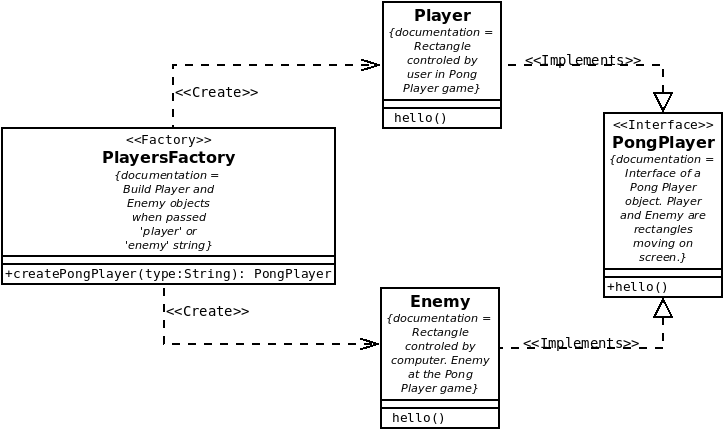 Player
{documentation =
Rectangle
controled by
user in Pong
Player game}
hello()
<<Implements>>
<<Create>>
<<Factory>>
PlayersFactory
{documentation =
Build Player and
Enemy objects
when passed
'player' or
'enemy' string}
+createPongPlayer(type:String): PongPlayer
<<Interface>>
PongPlayer
{documentation =
Interface of a
Pong Player
object. Player
and Enemy are
rectangles
moving on
screen.}
+hello()
<<Create>>
Enemy
{documentation =
Rectangle
controled by
computer. Enemy
at the Pong
Player game}
hello()
<<Implements>>